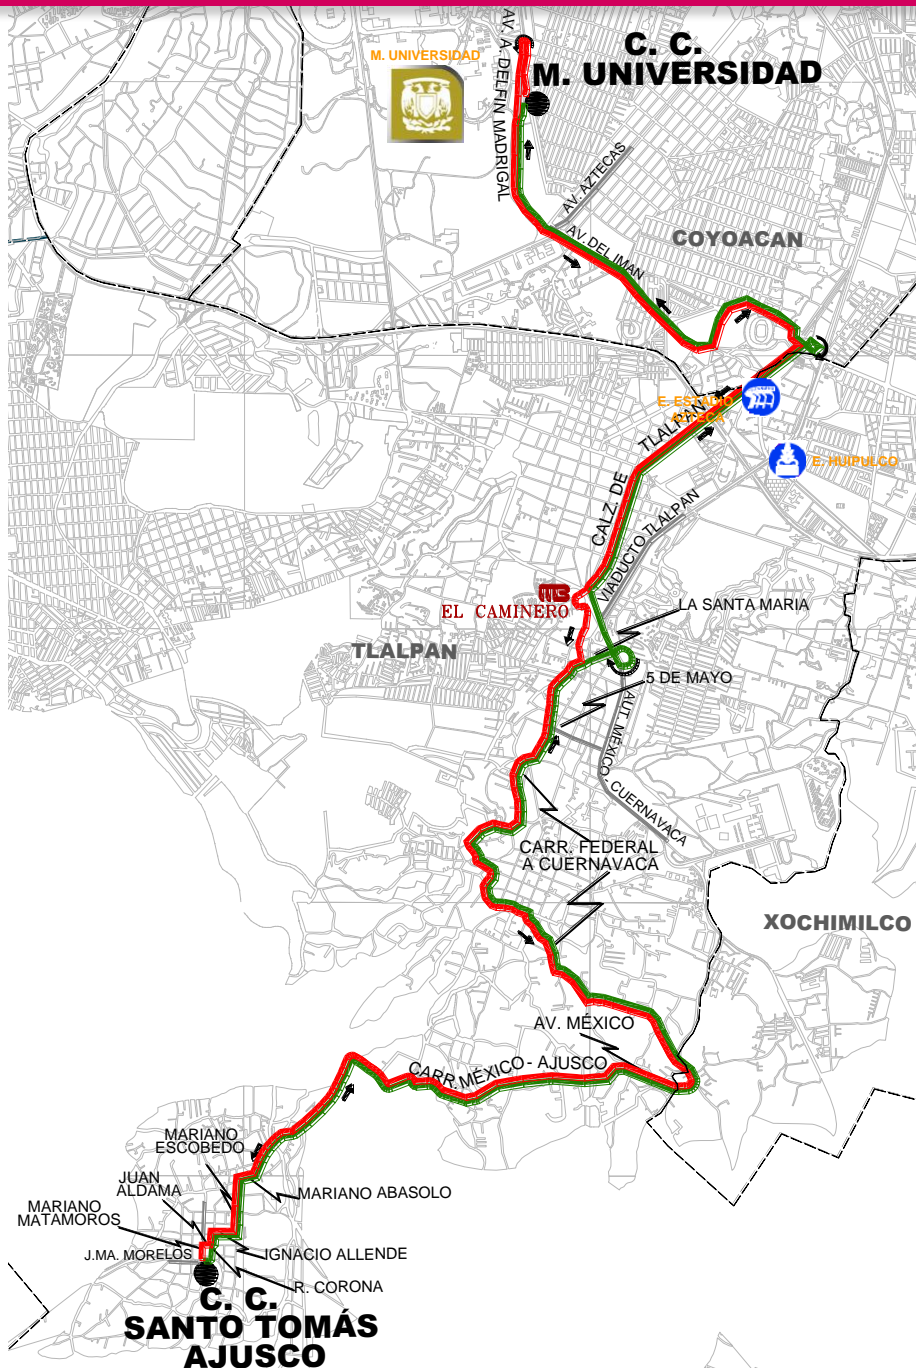 C. C.
M. UNIVERSIDAD
M. UNIVERSIDAD
AV. A. DELFIN MADRIGAL
AV. AZTECAS
COYOACAN
AV. DEL IMAN
E. ESTADIO
AZTECA
TLALPAN
CALZ. DE
E. HUIPULCO
VIADUCTO TLALPAN
EL CAMINERO
LA SANTA MARIA
TLALPAN
5 DE MAYO
AUT. MÉXICO - CUERNAVACA
CARR. FEDERAL
A CUERNAVACA
XOCHIMILCO
AV. MÉXICO
CARR. MÉXICO - AJUSCO
MARIANO
ESCOBEDO
JUAN
ALDAMA
MARIANO ABASOLO
MARIANO
MATAMOROS
J.MA. MORELOS
IGNACIO ALLENDE
R. CORONA
C. C.
SANTO TOMÁS
AJUSCO